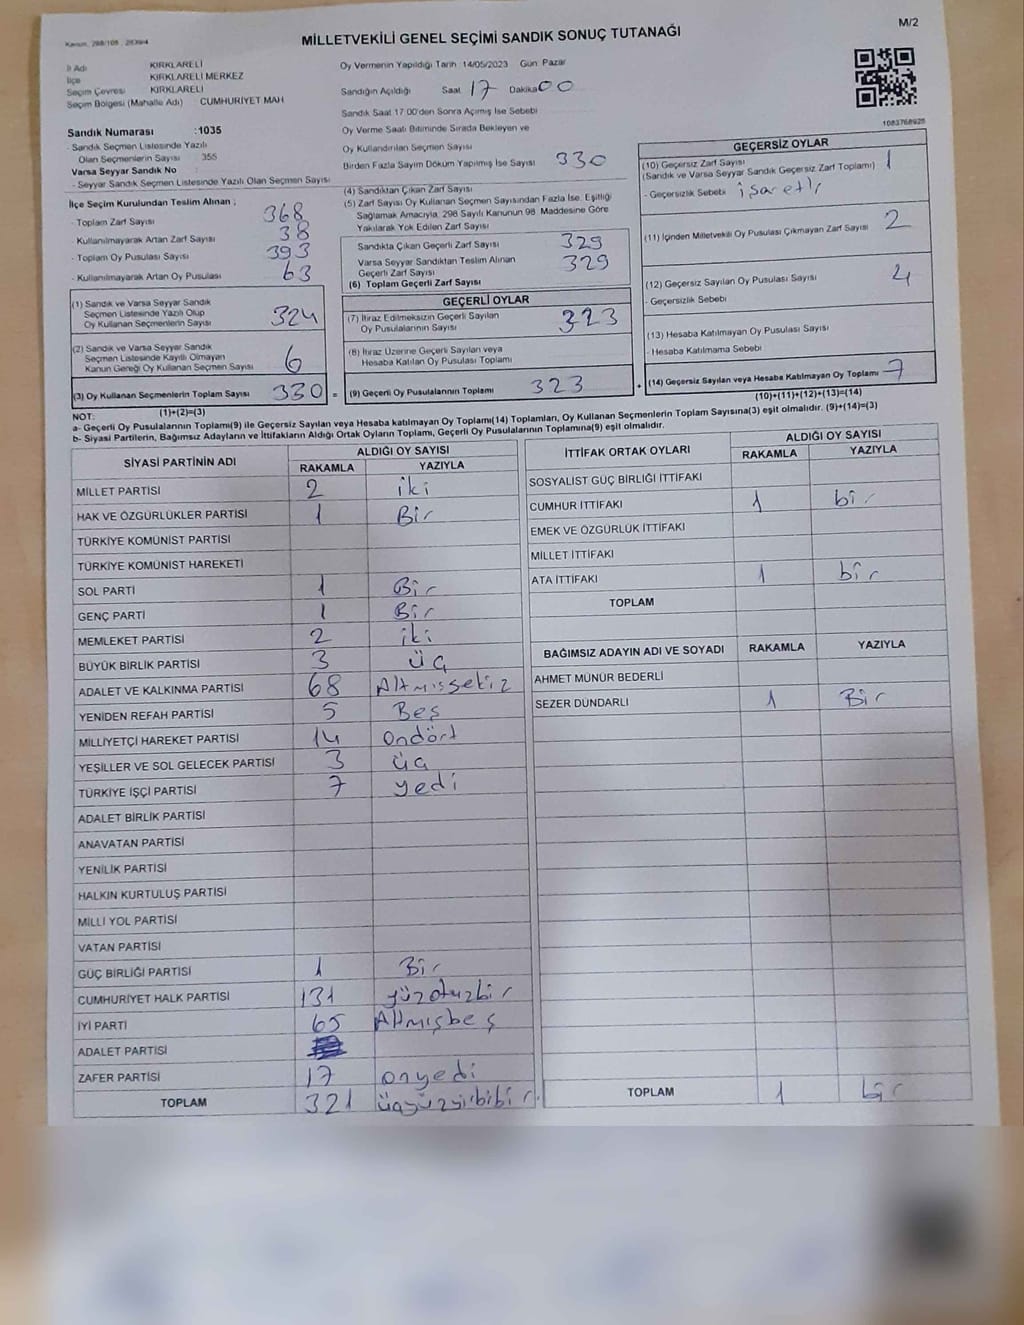 Kanun, 298/105 , 2839/4
M/2
MİLLETVEKİLİ GENEL SEÇİMİ SANDIK SONUÇ TUTANAĞI
İl Adı KIRKLARELİ
İlçe KIRKLARELİ MERKEZ
Seçim Çevresi KIRKLARELİ
Seçim Bölgesi (Mahalle Adı) CUMHURİYET MAH
Sandık Numarası :1035
- Sandık Seçmen Listesinde Yazılı
Olan Seçmenlerin Sayısı : 355
Varsa Seyyar Sandık No :
- Seyyar Sandık Seçmen Listesinde Yazılı Olan Seçmen Sayısı
İlçe Seçim Kurulundan Teslim Alınan ;
- Toplam Zarf Sayısı 368
- Kullanılmayarak Artan Zarf Sayısı 38
- Toplam Oy Pusulası Sayısı 393
- Kullanılmayarak Artan Oy Pusulası 63
(1) Sandık ve Varsa Seyyar Sandık
Seçmen Listesinde Yazılı Olup
Oy Kullanan Seçmenlerin Sayısı 324
(2) Sandık ve Varsa Seyyar Sandık
Seçmen Listesinde Kayıtlı Olmayan
Kanun Gereği Oy Kullanan Seçmen Sayısı 6
(3) Oy Kullanan Seçmenlerin Toplam Sayısı 330 =
(1)+(2)=(3)
Oy Vermenin Yapıldığı Tarih 14/05/2023 Gün Pazar
Sandığın Açıldığı Saat 17 Dakika 00
Sandık Saat 17.00'den Sonra Açılmış İse Sebebi
Oy Verme Saati Bitiminde Sırada Bekleyen ve
Oy Kullandırılan Seçmen Sayısı
Birden Fazla Sayım Döküm Yapılmış İse Sayısı
330
(4) Sandıktan Çıkan Zarf Sayısı
(5) Zarf Sayısı Oy Kullanan Seçmen Sayısından Fazla İse, Eşitliği
Sağlamak Amacıyla, 298 Sayılı Kanunun 98. Maddesine Göre
Yakılarak Yok Edilen Zarf Sayısı
Sandıkta Çıkan Geçerli Zarf Sayısı 329
Varsa Seyyar Sandıktan Teslim Alınan
Geçerli Zarf Sayısı 329
(6) Toplam Geçerli Zarf Sayısı
GEÇERLİ OYLAR
(7) İtiraz Edilmeksizin Geçerli Sayılan
Oy Pusulalarının Sayısı 323
(8) İtiraz Üzerine Geçerli Sayılan veya
Hesaba Katılan Oy Pusulası Toplamı
(9) Geçerli Oy Pusulalarının Toplamı 323 +
1083768925
GEÇERSİZ OYLAR
(10) Geçersiz Zarf Sayısı
(Sandık ve Varsa Seyyar Sandık Geçersiz Zarf Toplamı) 1
- Geçersizlik Sebebi işaretli
(11) İçinden Milletvekili Oy Pusulası Çıkmayan Zarf Sayısı 2
(12) Geçersiz Sayılan Oy Pusulası Sayısı 4
- Geçersizlik Sebebi
(13) Hesaba Katılmayan Oy Pusulası Sayısı
- Hesaba Katılmama Sebebi
(14) Geçersiz Sayılan veya Hesaba Katılmayan Oy Toplamı 7
(10)+(11)+(12)+(13)=(14)
NOT:
a- Geçerli Oy Pusulalarının Toplamı(9) ile Geçersiz Sayılan veya Hesaba katılmayan Oy Toplamı(14) Toplamları, Oy Kullanan Seçmenlerin Toplam Sayısına(3) eşit olmalıdır. (9)+(14)=(3)
b- Siyasi Partilerin, Bağımsız Adayların ve İttifakların Aldığı Ortak Oyların Toplamı, Geçerli Oy Pusulalarının Toplamına(9) eşit olmalıdır.
SİYASİ PARTİNİN ADI ALDIĞI OY SAYISI
RAKAMLA YAZIYLA
MİLLET PARTİSİ 2 iki
HAK VE ÖZGÜRLÜKLER PARTİSİ 1 Bir
TÜRKİYE KOMÜNİST PARTİSİ
TÜRKİYE KOMÜNİST HAREKETİ
SOL PARTİ 1 Bir
GENÇ PARTİ 1 Bir
MEMLEKET PARTİSİ 2 iki
BÜYÜK BİRLİK PARTİSİ 3 üç
ADALET VE KALKINMA PARTİSİ 68 Altmışsekiz
YENİDEN REFAH PARTİSİ 5 Beş
MİLLİYETÇİ HAREKET PARTİSİ 14 Ondört
YEŞİLLER VE SOL GELECEK PARTİSİ 3 üç
TÜRKİYE İŞÇİ PARTİSİ 7 yedi
ADALET BİRLİK PARTİSİ
ANAVATAN PARTİSİ
YENİLİK PARTİSİ
HALKIN KURTULUŞ PARTİSİ
MİLLİ YOL PARTİSİ
VATAN PARTİSİ
GÜÇ BİRLİĞİ PARTİSİ 1 Bir
CUMHURİYET HALK PARTİSİ 131 yüzotuzbir
İYİ PARTİ 65 Altmışbeş
ADALET PARTİSİ
ZAFER PARTİSİ 17 onyedi
TOPLAM 321 üçyüzyirbibir
İTTİFAK ORTAK OYLARI ALDIĞI OY SAYISI
RAKAMLA YAZIYLA
SOSYALİST GÜÇ BİRLİĞİ İTTİFAKI
CUMHUR İTTİFAKI 1 bir
EMEK VE ÖZGÜRLÜK İTTİFAKI
MİLLET İTTİFAKI
ATA İTTİFAKI 1 bir
TOPLAM
BAĞIMSIZ ADAYIN ADI VE SOYADI RAKAMLA YAZIYLA
AHMET MÜNÜR BEDERLİ
SEZER DÜNDARLI 1 Bir
TOPLAM 1 bir